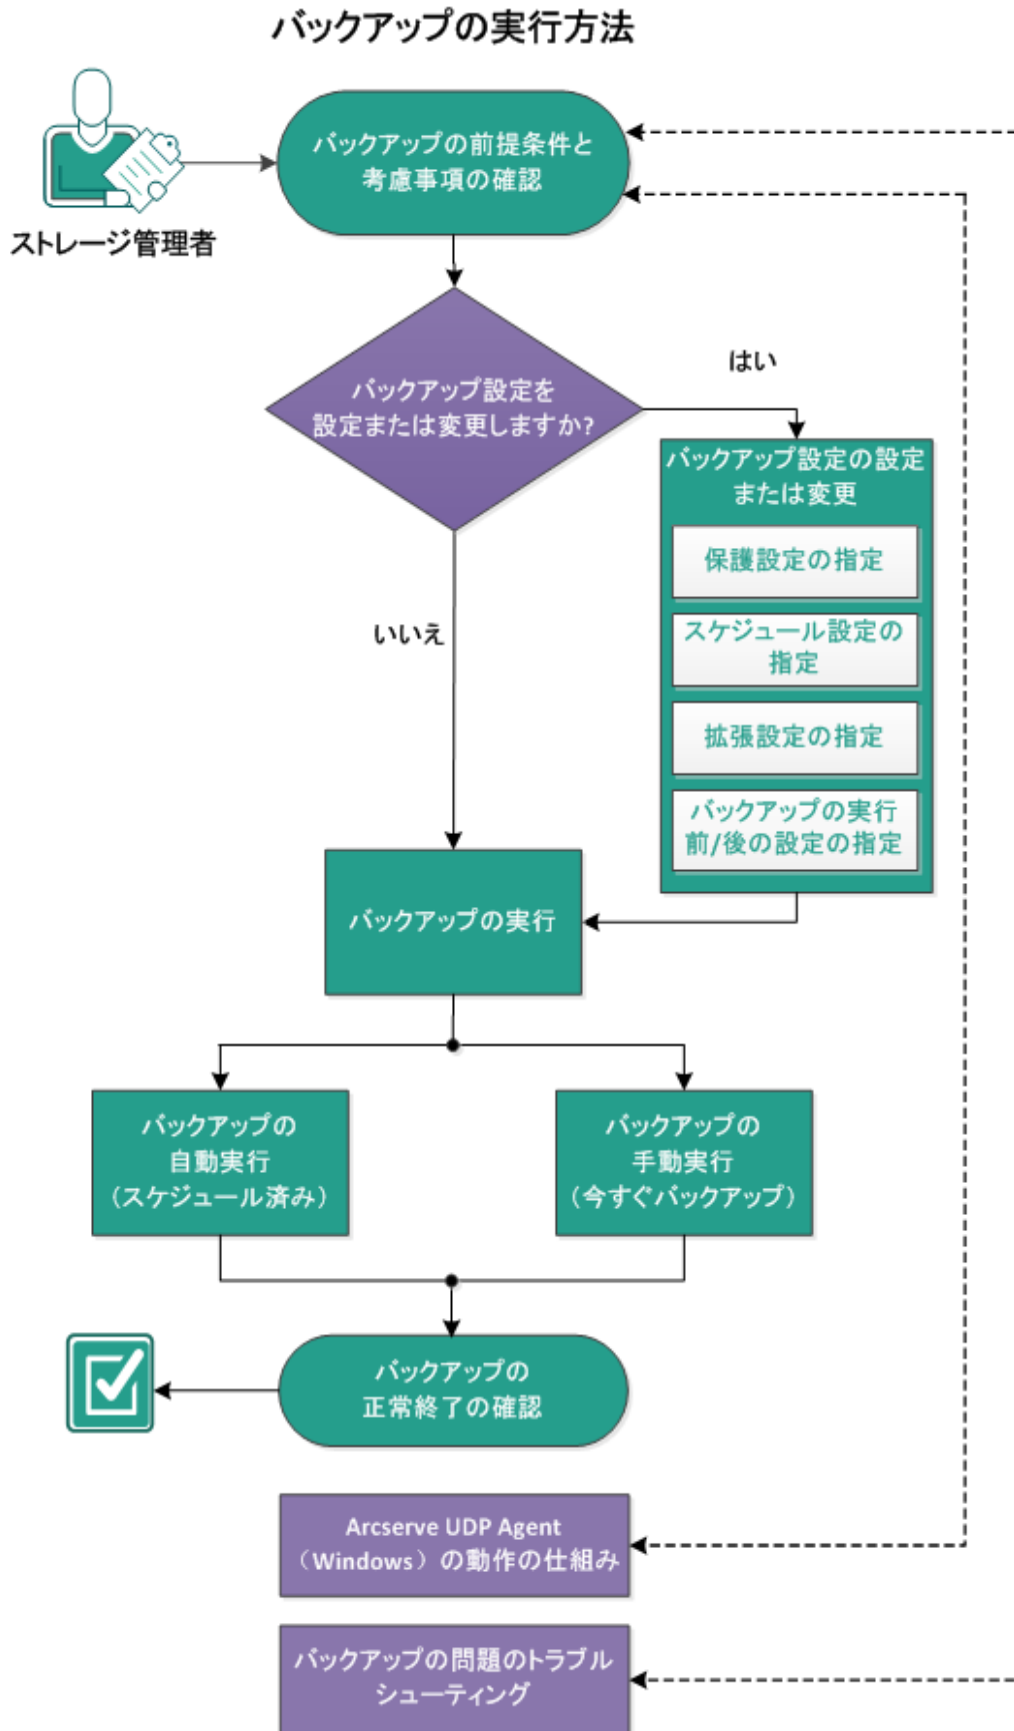 バックアップの実行方法
バックアップの前提条件と
考慮事項の確認
ストレージ管理者
バックアップ設定を
設定または変更しますか?
はい
バックアップ設定の設定
または変更
保護設定の指定
スケジュール設定の
指定
拡張設定の指定
バックアップの実行
前/後の設定の指定
いいえ
バックアップの実行
バックアップの
自動実行
（スケジュール済み）
バックアップの
手動実行
（今すぐバックアップ）
バックアップの
正常終了の確認
Arcserve UDP Agent
（Windows）の動作の仕組み
バックアップの問題のトラブル
シューティング